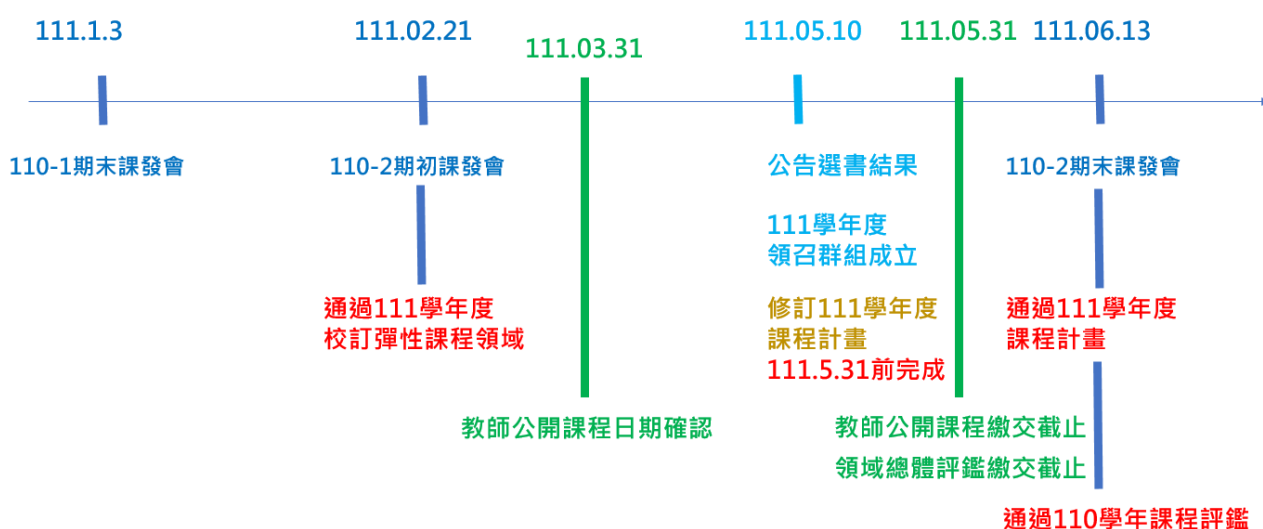 111.1.3
111.02.21
111.03.31
111.05.10
111.05.31
111.06.13
110-1期末課發會
110-2期初課發會
公告選書結果
110-2期末課發會
111學年度
領召群組成立
通過111學年度
校訂彈性課程領域
修訂111學年度
課程計畫
111.5.31前完成
通過111學年度
課程計畫
教師公開課程日期確認
教師公開課程繳交截止
領域總體評鑑繳交截止
通過110學年課程評鑑